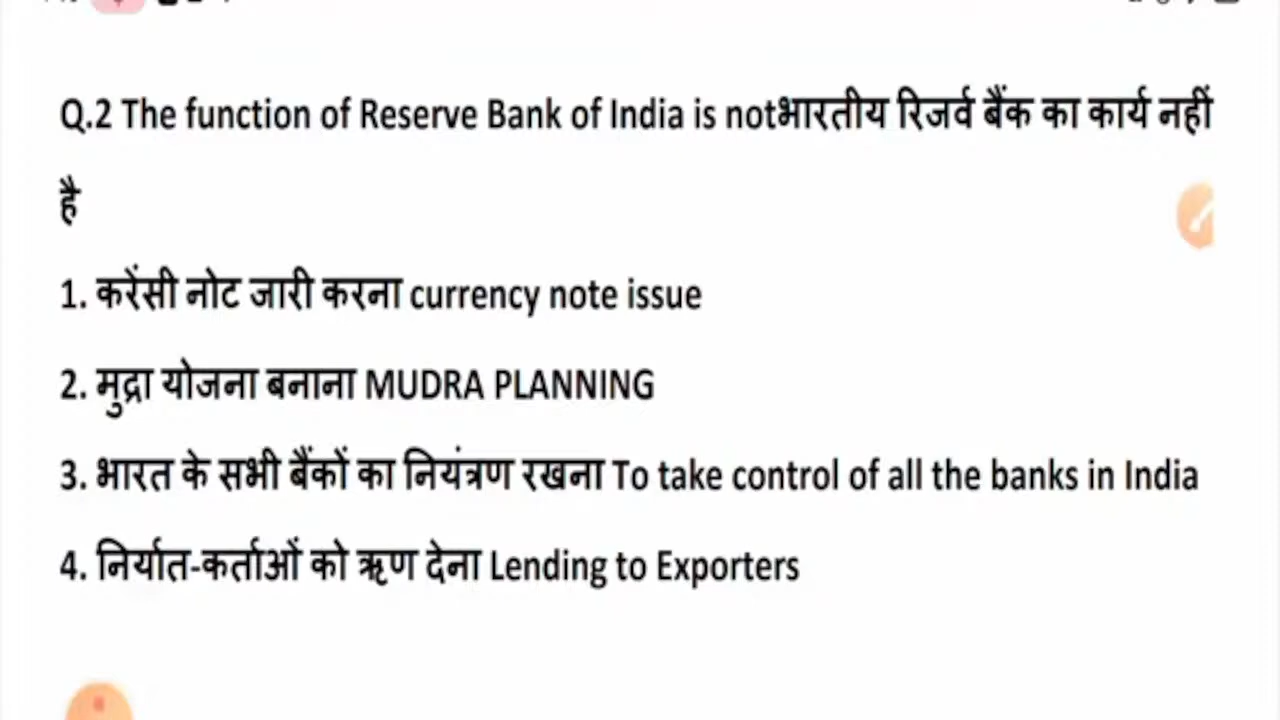 Q.2 The function of Reserve Bank of India is notभारतीय रिजर्व बैंक का कार्य नहीं
है
1. करेंसी नोट जारी करना currency note issue
2. मुद्रा योजना बनाना MUDRA PLANNING
3. भारत के सभी बैंकों का नियंत्रण रखना To take control of all the banks in India
4. निर्यात-कर्ताओं को ऋण देना Lending to Exporters